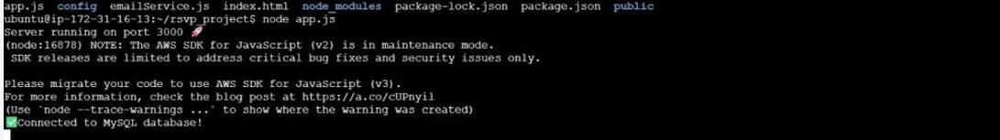 app.js config emailService.js index.html node_modules package-lock.json package.json public
ubuntu@ip-172-31-16-13:~/rsvp_project$ node app.js
Server running on port 3000 🚀
(node:16878) NOTE: The AWS SDK for JavaScript (v2) is in maintenance mode.
SDK releases are limited to address critical bug fixes and security issues only.
Please migrate your code to use AWS SDK for JavaScript (v3).
For more information, check the blog post at https://a.co/cUPnyil
(Use `node --trace-warnings ...` to show where the warning was created)
✅Connected to MySQL database!